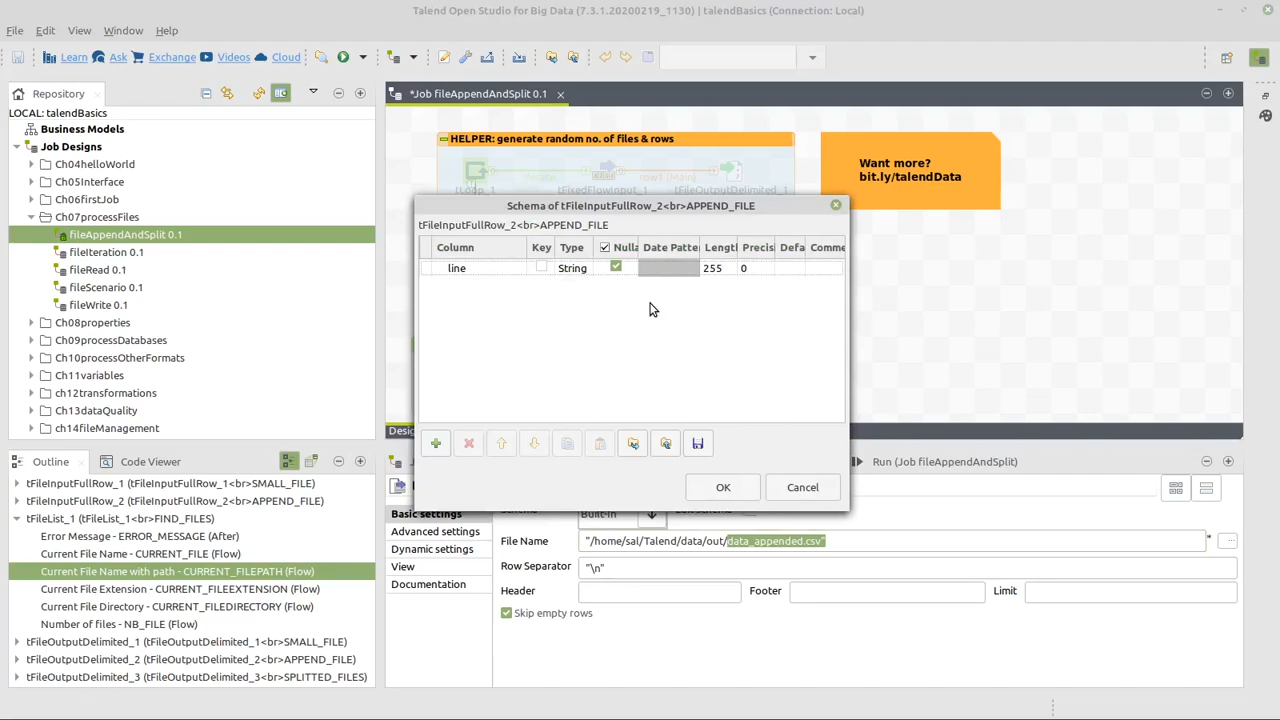 Talend Open Studio for Big Data (7.3.1.20200219_1130) | talendBasics (Connection: Local)
File Edit View Window Help
Learn Ask Exchange Videos Cloud
Repository
LOCAL: talendBasics
Business Models
Job Designs
Ch04helloWorld
Ch05Interface
Ch06firstJob
Ch07processFiles
fileAppendAndSplit 0.1
fileIteration 0.1
fileRead 0.1
fileScenario 0.1
fileWrite 0.1
Ch08properties
Ch09processDatabases
Ch10processOtherFormats
Ch11variables
ch12transformations
Ch13dataQuality
ch14fileManagement
*Job fileAppendAndSplit 0.1
HELPER: generate random no. of files & rows
tLoop_1 iterate tFixedFlowInput_1 row1 (Main) tFileOutputDelimited_1
Want more?
bit.ly/talendData
Schema of tFileInputFullRow_2<br>APPEND_FILE
tFileInputFullRow_2<br>APPEND_FILE
Column Key Type Nulla Date Patte Lengt Precis Defa Comme
line String 255 0
OK Cancel
Outline Code Viewer
tFileInputFullRow_1 (tFileInputFullRow_1<br>SMALL_FILE)
tFileInputFullRow_2 (tFileInputFullRow_2<br>APPEND_FILE)
tFileList_1 (tFileList_1<br>FIND_FILES)
Error Message - ERROR_MESSAGE (After)
Current File Name - CURRENT_FILE (Flow)
Current File Name with path - CURRENT_FILEPATH (Flow)
Current File Extension - CURRENT_FILEEXTENSION (Flow)
Current File Directory - CURRENT_FILEDIRECTORY (Flow)
Number of files - NB_FILE (Flow)
tFileOutputDelimited_1 (tFileOutputDelimited_1<br>SMALL_FILE)
tFileOutputDelimited_2 (tFileOutputDelimited_2<br>APPEND_FILE)
tFileOutputDelimited_3 (tFileOutputDelimited_3<br>SPLITTED_FILES)
Run (Job fileAppendAndSplit)
Basic settings
Advanced settings
Dynamic settings
View
Documentation
Built-In
File Name "/home/sal/Talend/data/out/data_appended.csv" * ...
Row Separator "\n"
Header Footer Limit
Skip empty rows